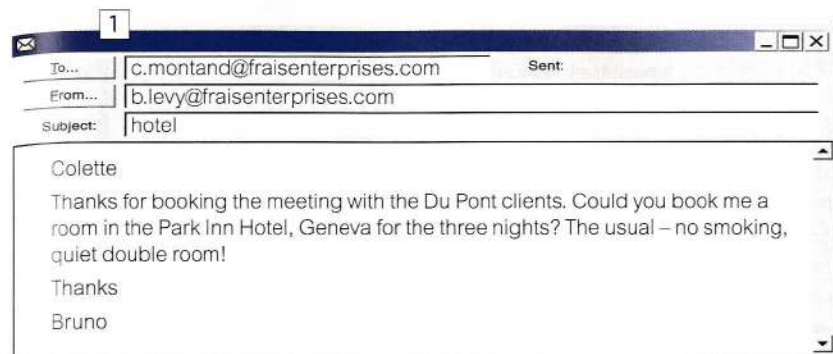 1
To... c.montand@fraisenterprises.com Sent:
From... b.levy@fraisenterprises.com
Subject: hotel
Colette
Thanks for booking the meeting with the Du Pont clients. Could you book me a
room in the Park Inn Hotel, Geneva for the three nights? The usual – no smoking,
quiet double room!
Thanks
Bruno